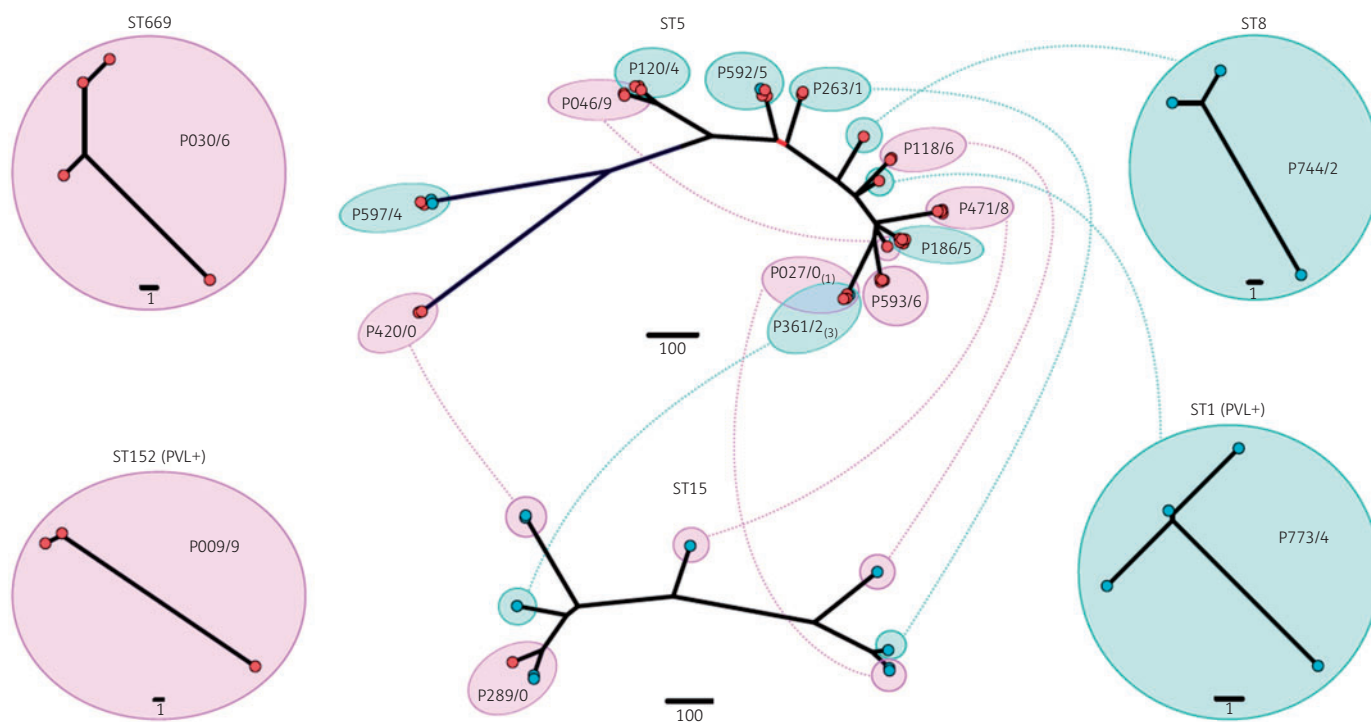 ST669
ST5
ST8
P120/4
P592/5
P263/1
P046/9
P030/6
P118/6
P744/2
P597/4
P471/8
P186/5
P027/0(1)
P593/6
1
1
P361/2(3)
P420/0
100
ST1 (PVL+)
ST152 (PVL+)
ST15
P009/9
P773/4
P289/0
1
100
1